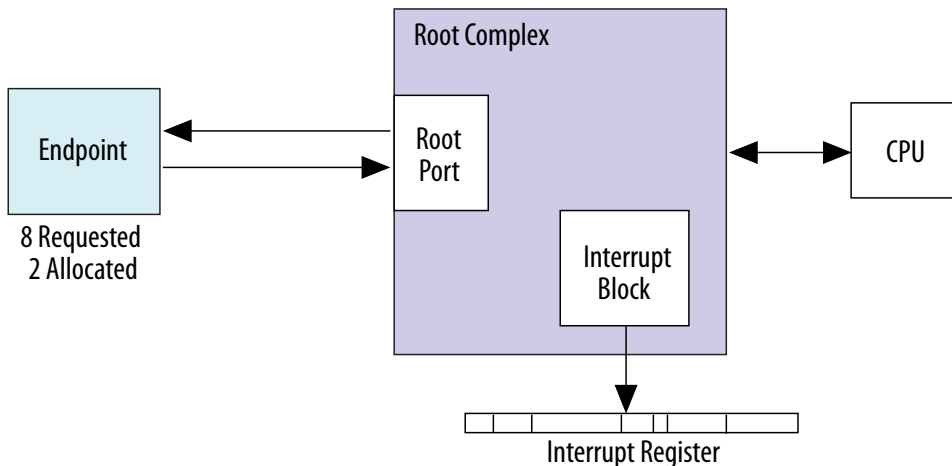 Root Complex
Endpoint
Root
Port
CPU
8 Requested
2 Allocated
Interrupt
Block
Interrupt Register